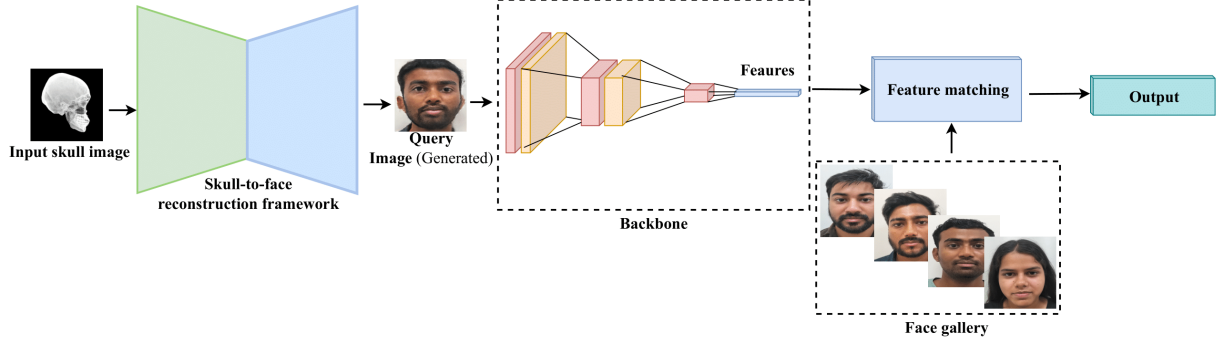 Input skull image
Skull-to-face
reconstruction framework
Query
Image (Generated)
Feaures
Backbone
Feature matching
Output
Face gallery